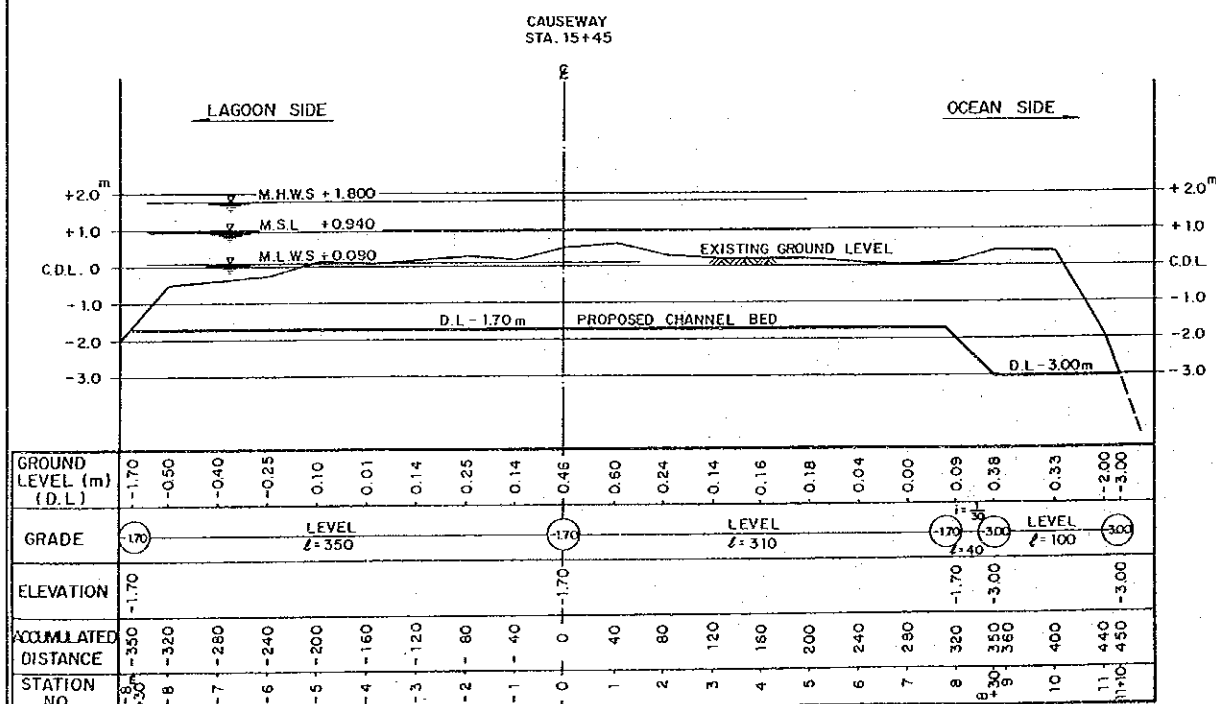 CAUSEWAY
STA. 15+45
LAGOON SIDE
OCEAN SIDE
+2.0 m
M.H.W.S +1.800
+2.0 m
+1.0
M.S.L +0.940
+1.0
C.D.L. 0
M.L.W.S +0.090
EXISTING GROUND LEVEL
C.D.L
-1.0
-1.0
-2.0
D.L -1.70 m PROPOSED CHANNEL BED
-2.0
-3.0
D.L -3.00m
-3.0
GROUND LEVEL (m) (D.L) -1.70 -0.50 -0.40 -0.25 0.10 0.01 0.14 0.25 0.14 0.46 0.60 0.24 0.14 0.16 0.18 0.04 0.00 0.09 0.38 0.33 -2.00 -3.00
GRADE -1.70 LEVEL ℓ=350 -1.70 LEVEL ℓ=310 -1.70 i=1/30 ℓ=40 -3.00 LEVEL ℓ=100 -3.00
ELEVATION -1.70 -1.70 -1.70 -3.00 -3.00
ACCUMULATED DISTANCE -350 -320 -280 -240 -200 -160 -120 -80 -40 0 40 80 120 160 200 240 280 320 350 360 400 440 450
STATION NO. -8+30 -8 -7 -6 -5 -4 -3 -2 -1 0 1 2 3 4 5 6 7 8 8+30 9 10 11 11+10